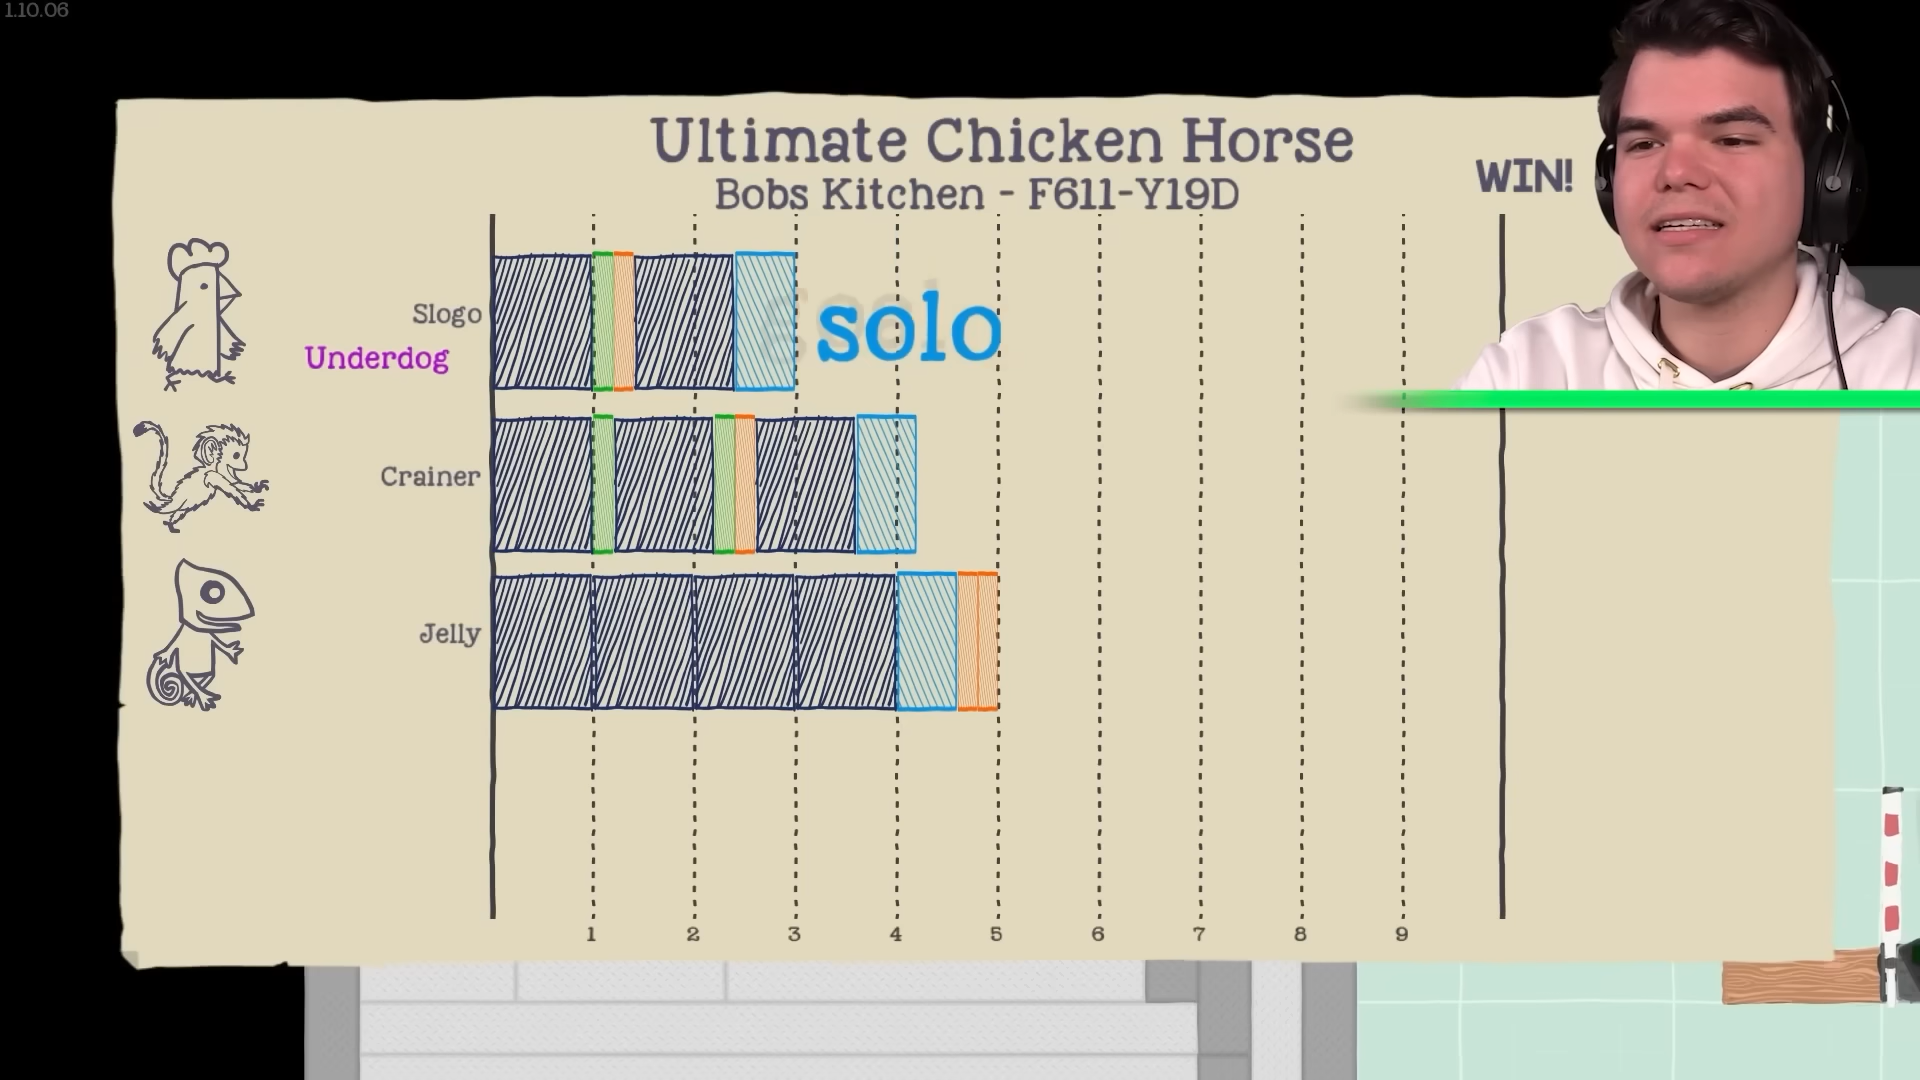 1.10.06
Ultimate Chicken Horse
Bobs Kitchen - F611-Y19D
WIN!
Slogo
Underdog
solo
Crainer
Jelly
1 2 3 4 5 6 7 8 9